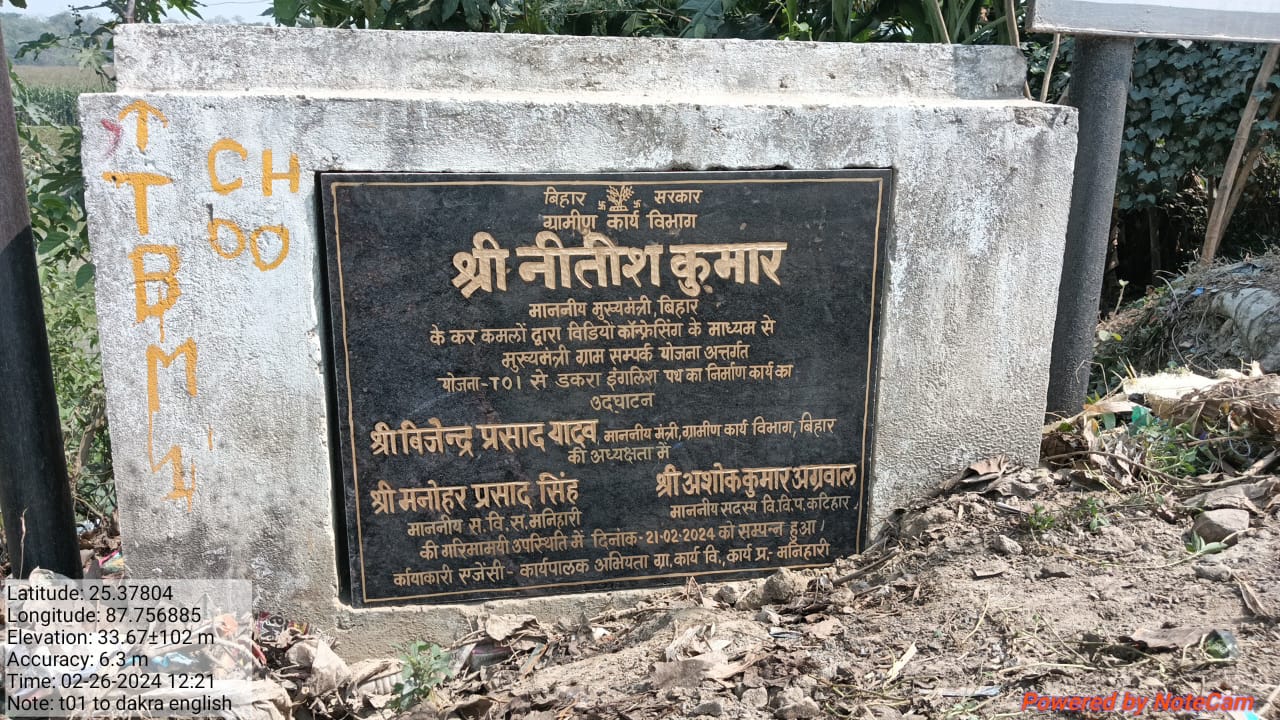 बिहार सरकार
ग्रामीण कार्य विभाग
श्री नीतीश कुमार
माननीय मुख्यमंत्री, बिहार
के कर कमलों द्वारा विडियो कॉन्फ्रेसिंग के माध्यम से
मुख्यमंत्री ग्राम सम्पर्क योजना अन्तर्गत
योजना-T01 से डकरा इंगलिश पथ का निर्माण कार्य का
उदघाटन
श्री विजेन्द्र प्रसाद यादव माननीय मंत्री, ग्रामीण कार्य विभाग, बिहार
की अध्यक्षता में
श्री मनोहर प्रसाद सिंह श्री अशोक कुमार अग्रवाल
माननीय स.वि.स.मनिहारी माननीय सदस्य वि.वि.प.कटिहार
की गरिमामयी उपस्थिति में दिनांक-21.02.2024 को सम्पन्न हुआ।
र्कायाकारी एजेंसी - कार्यपालक अभियंता ग्रा.कार्य वि., कार्य प्र.- मनिहारी
CH
00
TBM
Latitude: 25.37804
Longitude: 87.756885
Elevation: 33.67±102 m
Accuracy: 6.3 m
Time: 02-26-2024 12:21
Note: t01 to dakra english
Powered by NoteCam